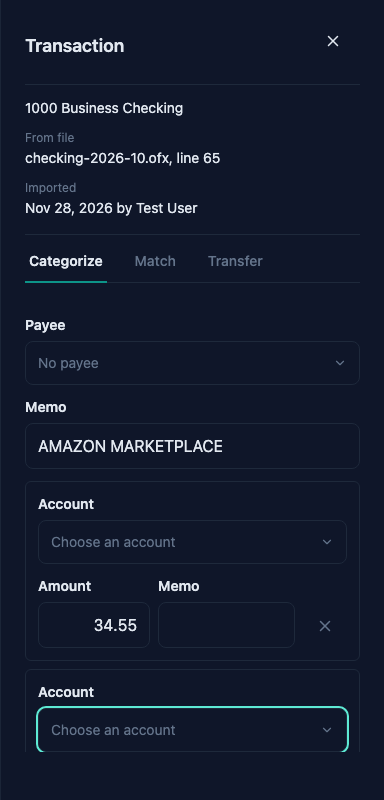 Transaction
1000 Business Checking
From file
checking-2026-10.ofx, line 65
Imported
Nov 28, 2026 by Test User
Categorize Match Transfer
Payee
No payee
Memo
AMAZON MARKETPLACE
Account
Choose an account
Amount Memo
34.55
Account
Choose an account